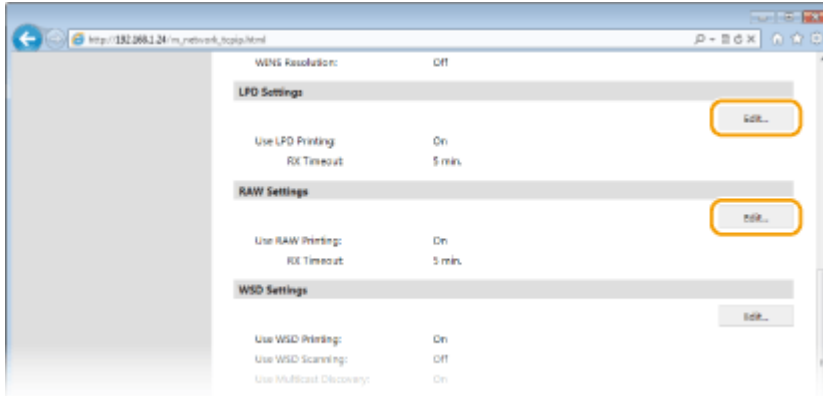 http://192.168.1.24/m_network_tcpip.html
WINS Resolution: Off
LPD Settings
Edit...
Use LPD Printing: On
RX Timeout: 5 min.
RAW Settings
Edit...
Use RAW Printing: On
RX Timeout: 5 min.
WSD Settings
Edit...
Use WSD Printing: On
Use WSD Scanning: Off
Use Multicast Discovery: On